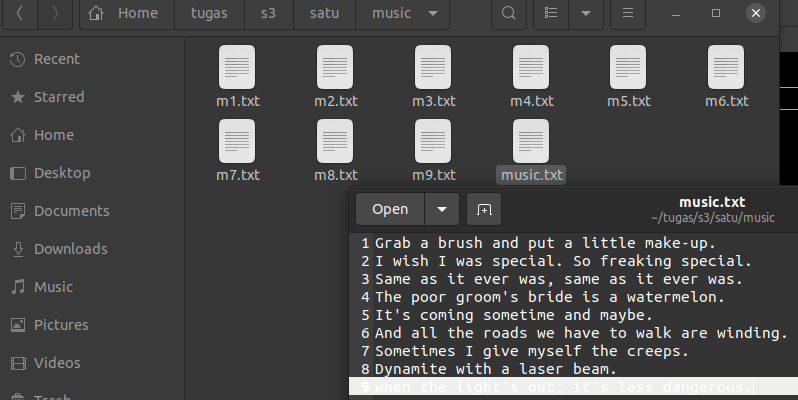 Home tugas s3 satu music
Recent
Starred
Home
Desktop
Documents
Downloads
Music
Pictures
Videos
Trash
m1.txt m2.txt m3.txt m4.txt m5.txt m6.txt
m7.txt m8.txt m9.txt music.txt
Open
music.txt
~/tugas/s3/satu/music
1 Grab a brush and put a little make-up.
2 I wish I was special. So freaking special.
3 Same as it ever was, same as it ever was.
4 The poor groom's bride is a watermelon.
5 It's coming sometime and maybe.
6 And all the roads we have to walk are winding.
7 Sometimes I give myself the creeps.
8 Dynamite with a laser beam.
9 When the light's out, it's less dangerous.